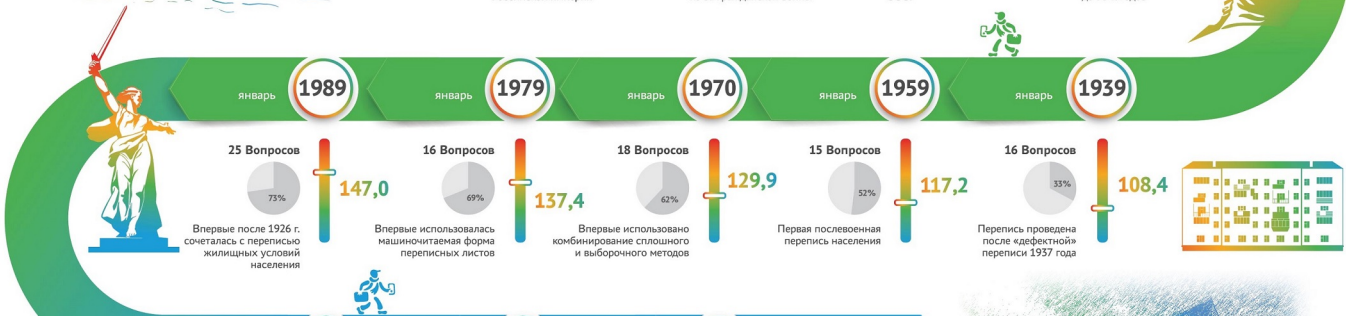 январь 1989
январь 1979
январь 1970
январь 1959
январь 1939
25 Вопросов
73%
147,0
Впервые после 1926 г.
сочеталась с переписью
жилищных условий
населения
16 Вопросов
69%
137,4
Впервые использовалась
машиночитаемая форма
переписных листов
18 Вопросов
62%
129,9
Впервые использовано
комбинирование сплошного
и выборочного методов
15 Вопросов
52%
117,2
Первая послевоенная
перепись населения
16 Вопросов
33%
108,4
Перепись проведена
после «дефектной»
переписи 1937 года